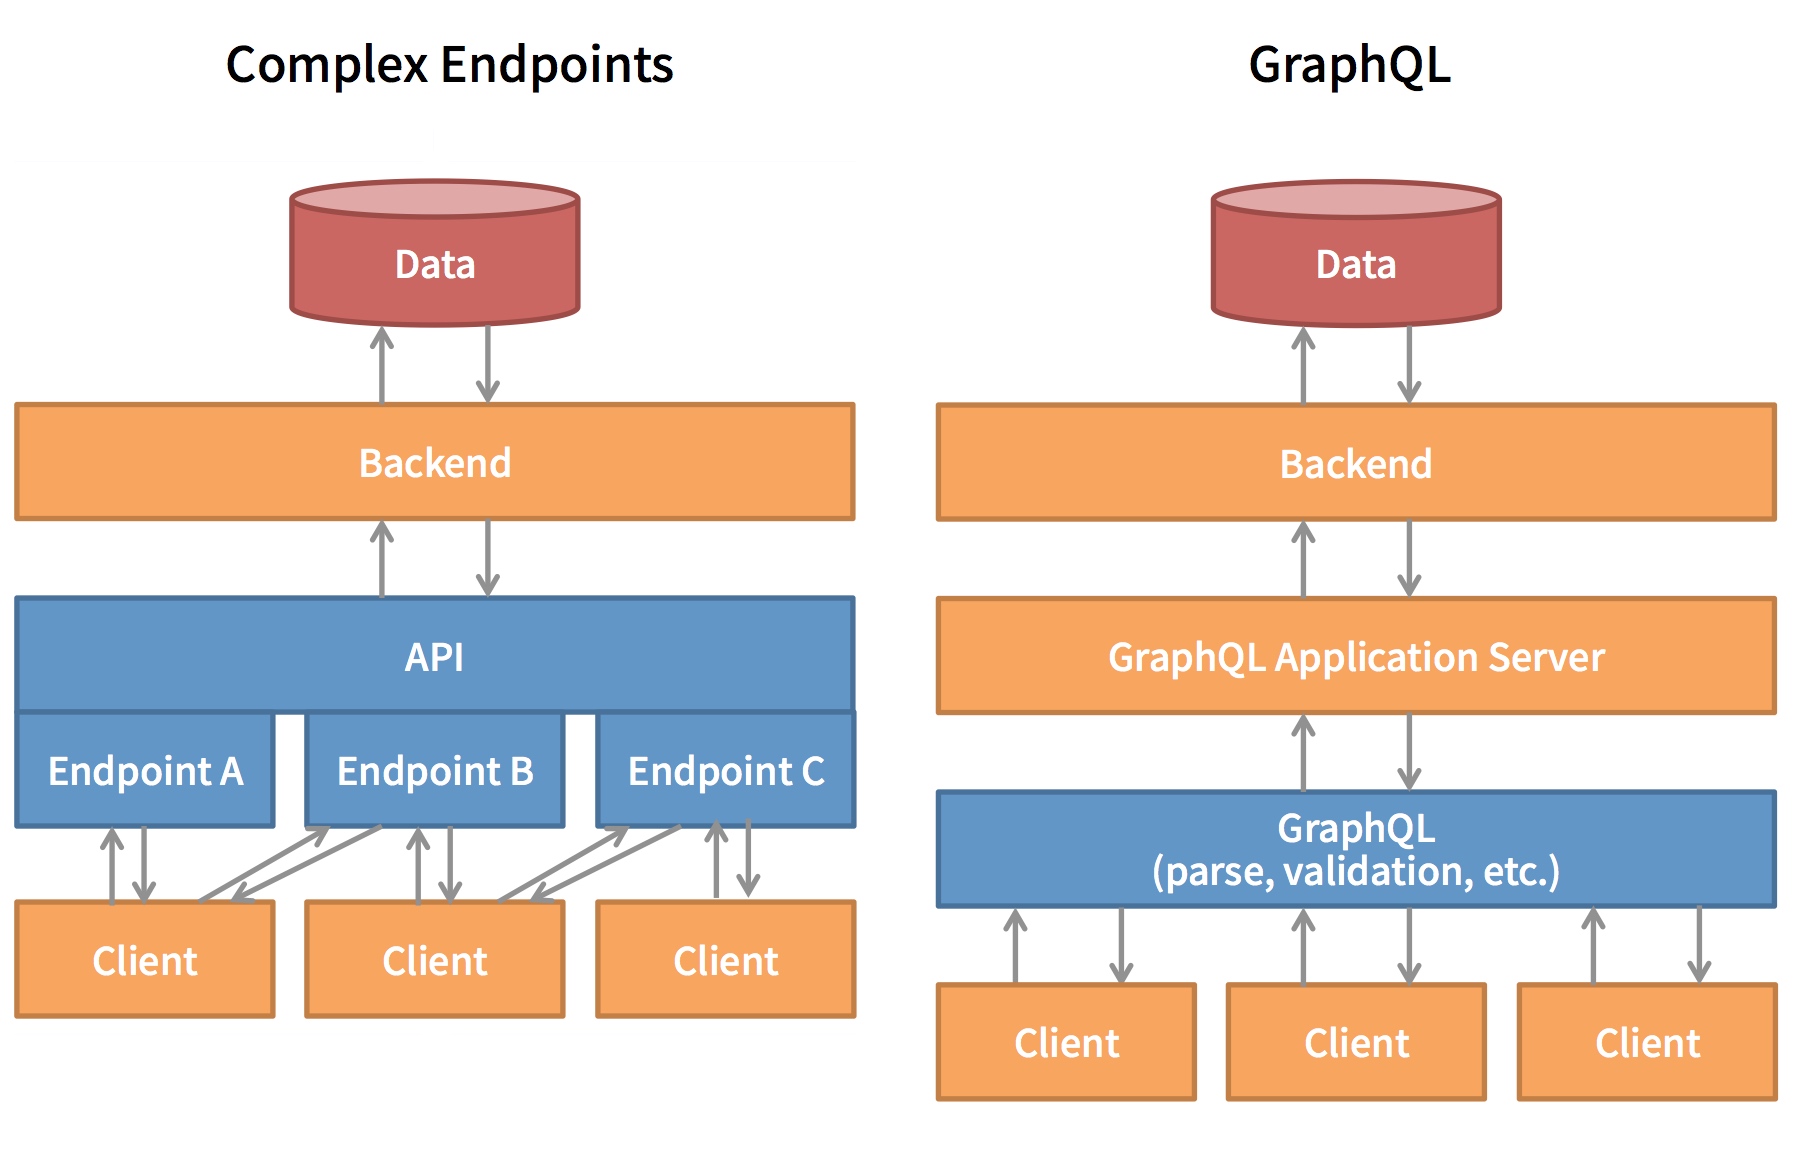 Complex Endpoints
Data
Backend
API
Endpoint A
Endpoint B
Endpoint C
Client
Client
Client
GraphQL
Data
Backend
GraphQL Application Server
GraphQL
(parse, validation, etc.)
Client
Client
Client